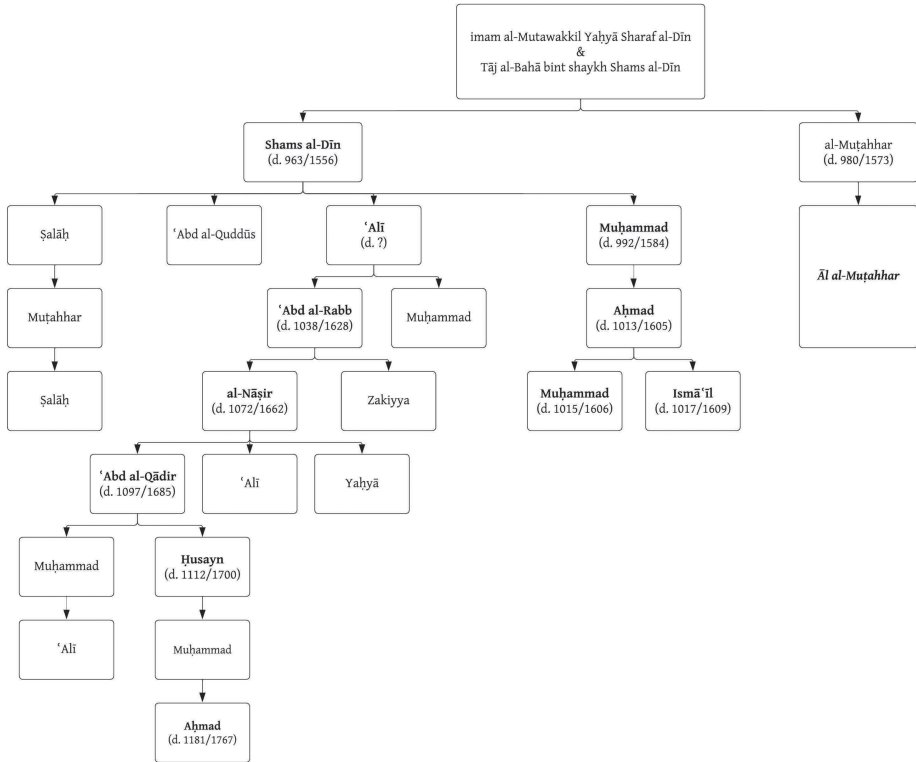 imam al-Mutawakkil Yaḥyā Sharaf al-Dīn
&
Tāj al-Bahā bint shaykh Shams al-Dīn
Shams al-Dīn
(d. 963/1556)
al-Muṭahhar
(d. 980/1573)
Ṣalāḥ
ʿAbd al-Quddūs
ʿAlī
(d. ?)
Muḥammad
(d. 992/1584)
Āl al-Muṭahhar
Muṭahhar
ʿAbd al-Rabb
(d. 1038/1628)
Muḥammad
Aḥmad
(d. 1013/1605)
Ṣalāḥ
al-Nāṣir
(d. 1072/1662)
Zakiyya
Muḥammad
(d. 1015/1606)
Ismāʿīl
(d. 1017/1609)
ʿAbd al-Qādir
(d. 1097/1685)
ʿAlī
Yaḥyā
Muḥammad
Ḥusayn
(d. 1112/1700)
ʿAlī
Muḥammad
Aḥmad
(d. 1181/1767)